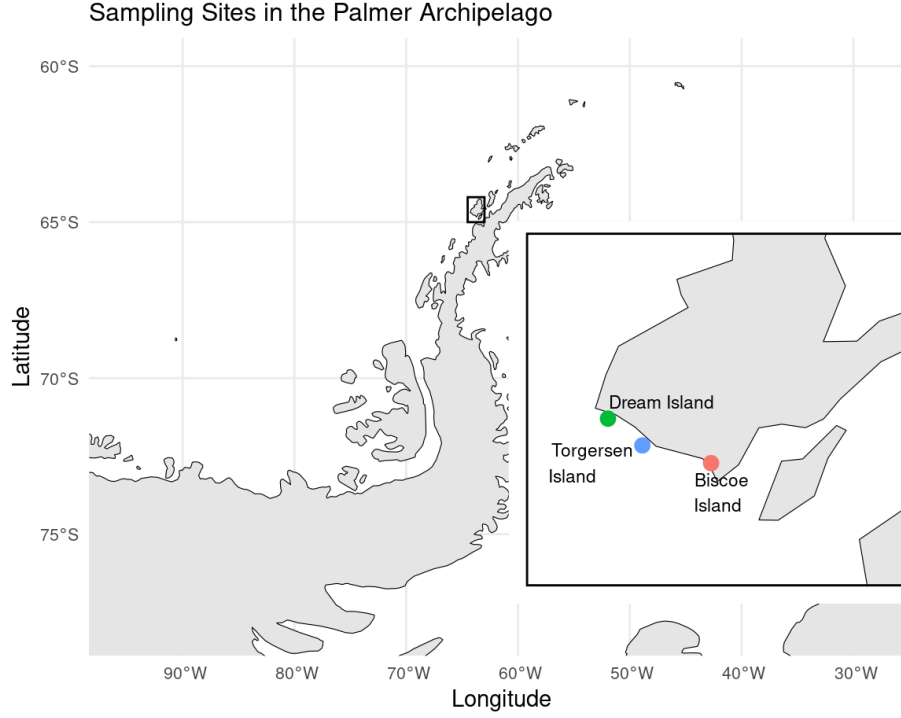 Sampling Sites in the Palmer Archipelago
60°S
65°S
70°S
75°S
Latitude
Dream Island
Torgersen
Island
Biscoe
Island
90°W
80°W
70°W
60°W
50°W
40°W
30°W
Longitude